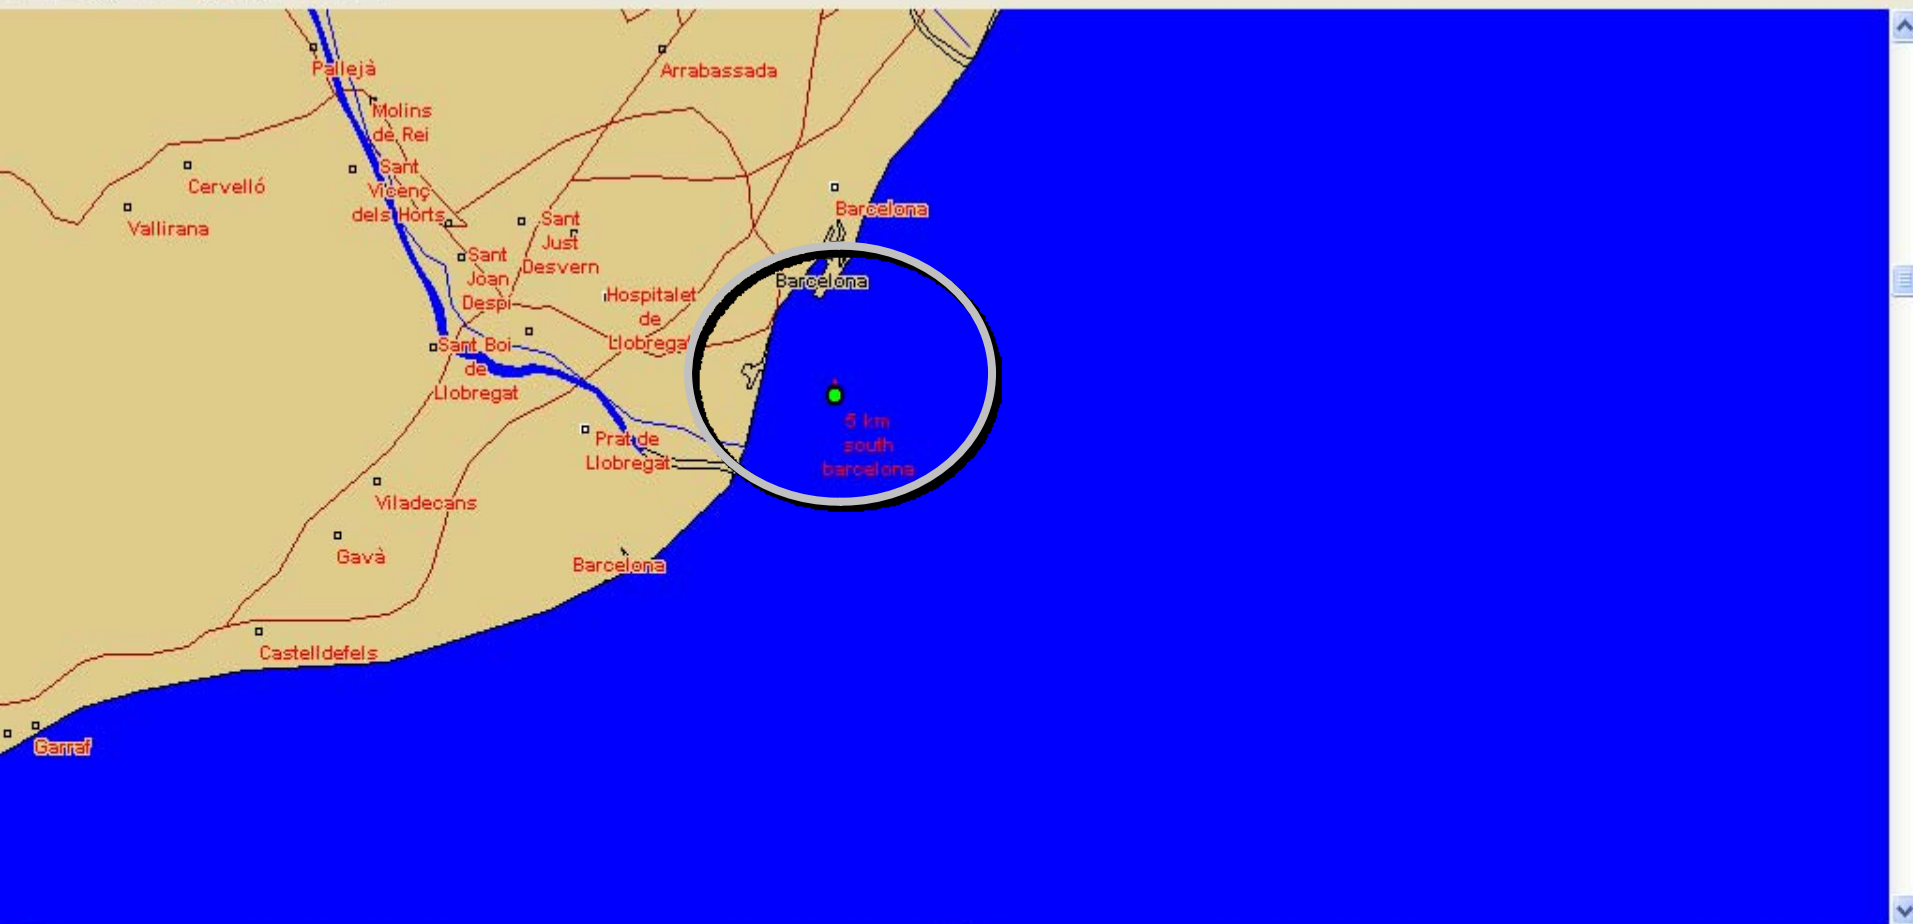 Pallejà
Arrabassada
Molins
de Rei
Sant
Vicenç
dels Horts
Cervelló
Vallirana
Barcelona
Sant
Just
Desvern
Sant
Joan
Despi
Barcelona
Hospitalet
de
Llobregat
Sant Boi
de
Llobregat
5 km
south
barcelona
Prat de
Llobregat
Viladecans
Gavà
Barcelona
Castelldefels
Garraf